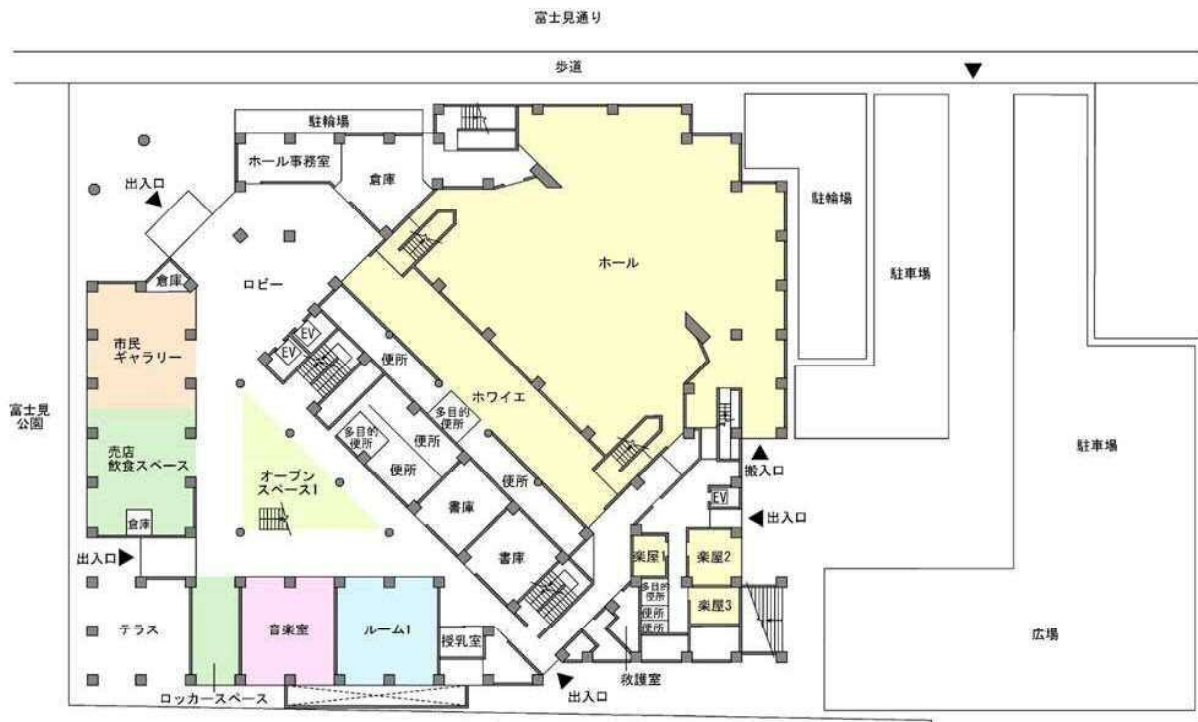 富士見通り
歩道
駐輪場
ホール事務室
倉庫
出入口
駐輪場
ホール
駐車場
倉庫
ロビー
EV
EV
市民
ギャラリー
便所
ホワイエ
富士見
公園
多目的
便所
多目的
便所
便所
駐車場
売店
飲食スペース
便所
便所
搬入口
オープン
スペース1
書庫
EV
倉庫
出入口
出入口
書庫
楽屋1
楽屋2
多目的
便所
便所
便所
楽屋3
テラス
音楽室
ルーム1
授乳室
広場
救護室
ロッカースペース
出入口